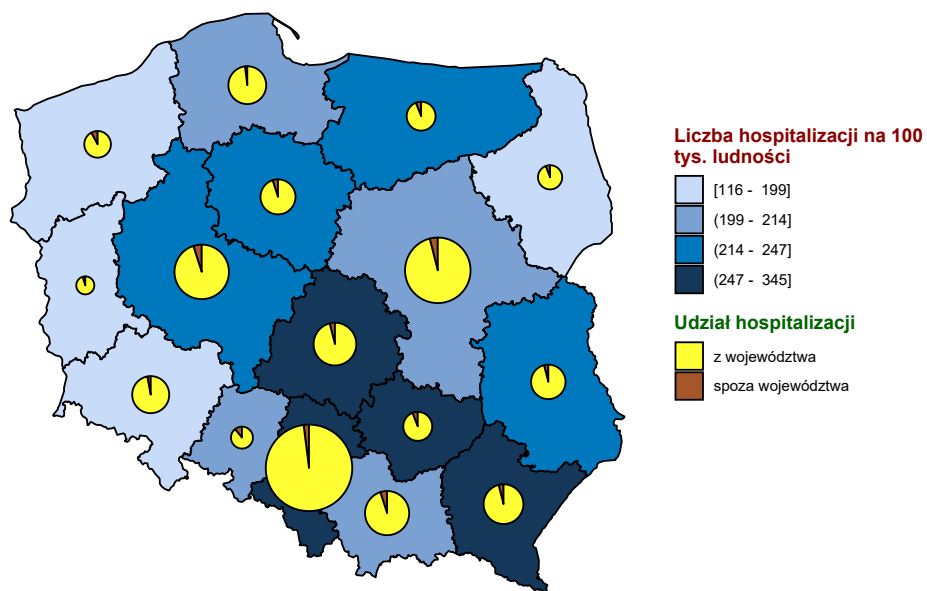 Liczba hospitalizacji na 100
tys. ludności
[116 - 199]
(199 - 214]
(214 - 247]
(247 - 345]
Udział hospitalizacji
z województwa
spoza województwa